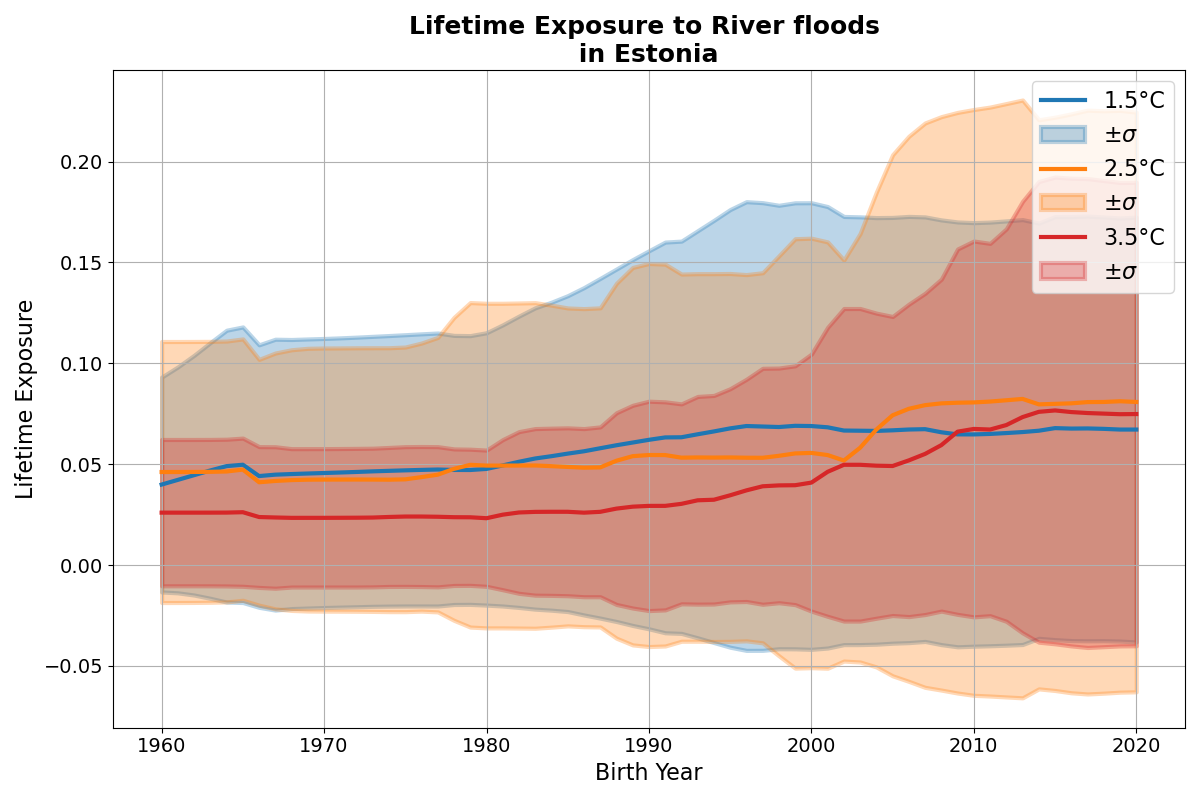 Lifetime Exposure to River floods
in Estonia
Lifetime Exposure
0.20
0.15
0.10
0.05
0.00
−0.05
1960
1970
1980
1990
2000
2010
2020
Birth Year
1.5°C
±σ
2.5°C
±σ
3.5°C
±σ